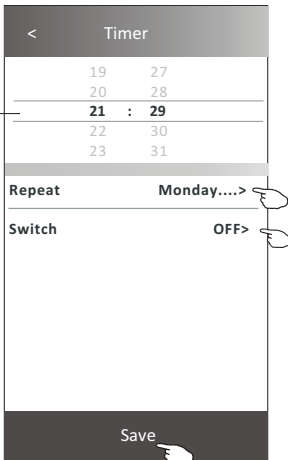 < Timer
19 27
20 28
21 : 29
22 30
23 31
Repeat Monday....>
Switch OFF>
Save